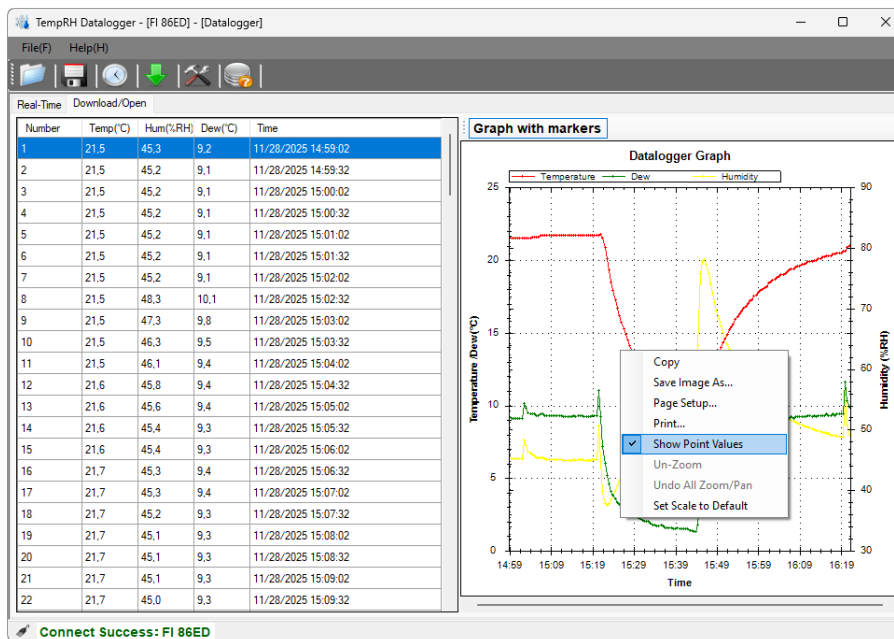 TempRH Datalogger - [FI 86ED] - [Datalogger]
File(F) Help(H)
Real-Time Download/Open
Number Temp(°C) Hum(%RH) Dew(°C) Time
1 21,5 45,3 9,2 11/28/2025 14:59:02
2 21,5 45,2 9,1 11/28/2025 14:59:32
3 21,5 45,2 9,1 11/28/2025 15:00:02
4 21,5 45,2 9,1 11/28/2025 15:00:32
5 21,5 45,2 9,1 11/28/2025 15:01:02
6 21,5 45,2 9,1 11/28/2025 15:01:32
7 21,5 45,2 9,1 11/28/2025 15:02:02
8 21,5 48,3 10,1 11/28/2025 15:02:32
9 21,5 47,3 9,8 11/28/2025 15:03:02
10 21,5 46,3 9,5 11/28/2025 15:03:32
11 21,5 46,1 9,4 11/28/2025 15:04:02
12 21,6 45,8 9,4 11/28/2025 15:04:32
13 21,6 45,6 9,4 11/28/2025 15:05:02
14 21,6 45,4 9,3 11/28/2025 15:05:32
15 21,6 45,4 9,3 11/28/2025 15:06:02
16 21,7 45,3 9,4 11/28/2025 15:06:32
17 21,7 45,3 9,4 11/28/2025 15:07:02
18 21,7 45,2 9,3 11/28/2025 15:07:32
19 21,7 45,1 9,3 11/28/2025 15:08:02
20 21,7 45,1 9,3 11/28/2025 15:08:32
21 21,7 45,1 9,3 11/28/2025 15:09:02
22 21,7 45,0 9,3 11/28/2025 15:09:32
Graph with markers
Datalogger Graph
Temperature Dew Humidity
Temperature /Dew(°C)
25
20
15
10
5
0
Humidity (%RH)
90
80
70
60
50
40
30
14:59 15:09 15:19 15:29 15:39 15:49 15:59 16:09 16:19
Time
Copy
Save Image As...
Page Setup...
Print...
Show Point Values
Un-Zoom
Undo All Zoom/Pan
Set Scale to Default
Connect Success: FI 86ED